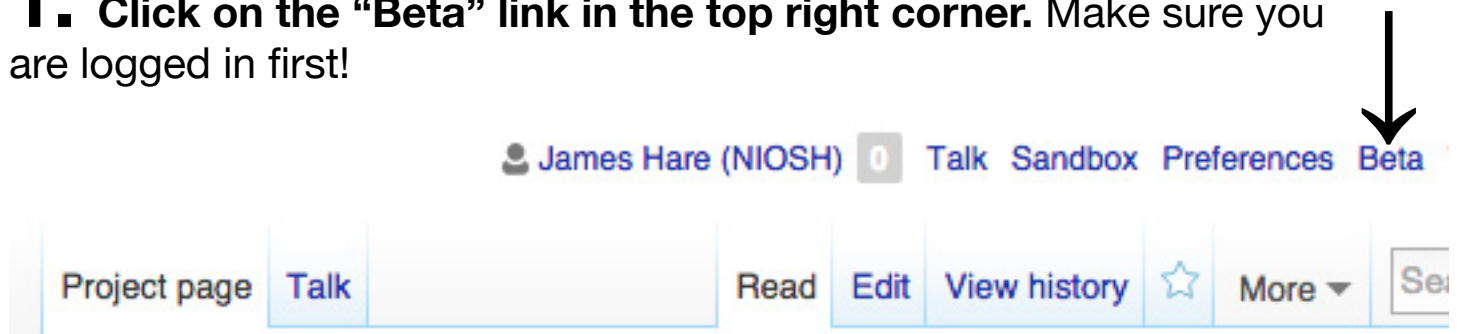 1. Click on the “Beta” link in the top right corner. Make sure you
are logged in first!
James Hare (NIOSH) 0 Talk Sandbox Preferences Beta
Project page Talk Read Edit View history More